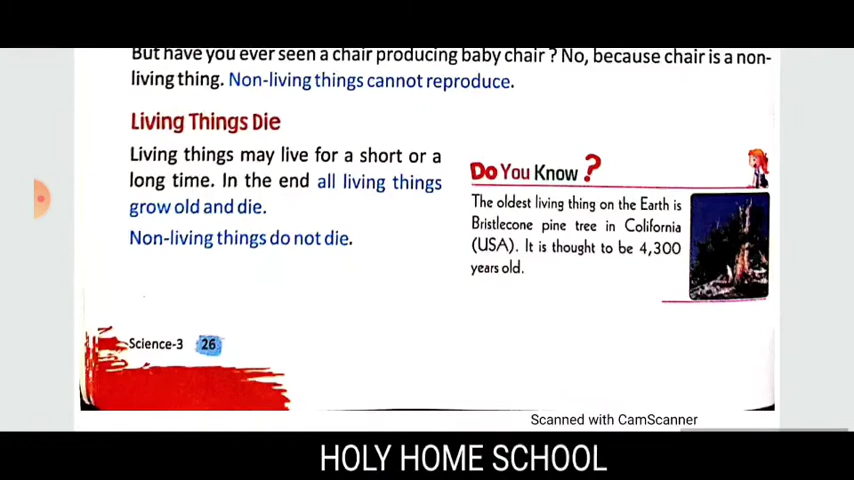 But have you ever seen a chair producing baby chair ? No, because chair is a non-
living thing. Non-living things cannot reproduce.
Living Things Die
Living things may live for a short or a
long time. In the end all living things
grow old and die.
Non-living things do not die.
Do You Know ?
The oldest living thing on the Earth is
Bristlecone pine tree in Colifornia
(USA). It is thought to be 4,300
years old.
Science-3 26
Scanned with CamScanner
HOLY HOME SCHOOL